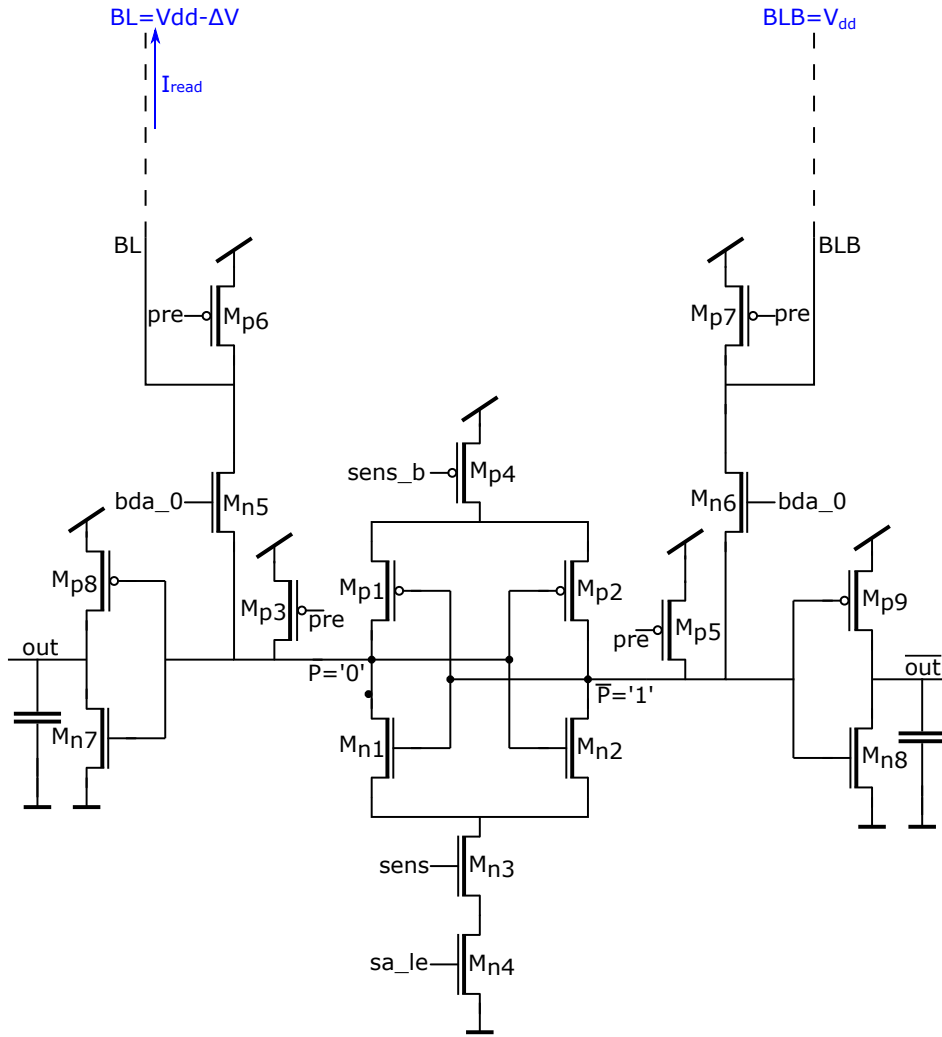 BL=Vdd-ΔV
BLB=Vdd
Iread
BL
BLB
pre
Mp6
Mp7
pre
sens_b
Mp4
bda_0
Mn5
Mn6
bda_0
Mp8
Mp3
pre
Mp1
Mp2
pre
Mp5
Mp9
out
P='0'
P̅='1'
o̅u̅t̅
Mn7
Mn1
Mn2
Mn8
sens
Mn3
sa_le
Mn4